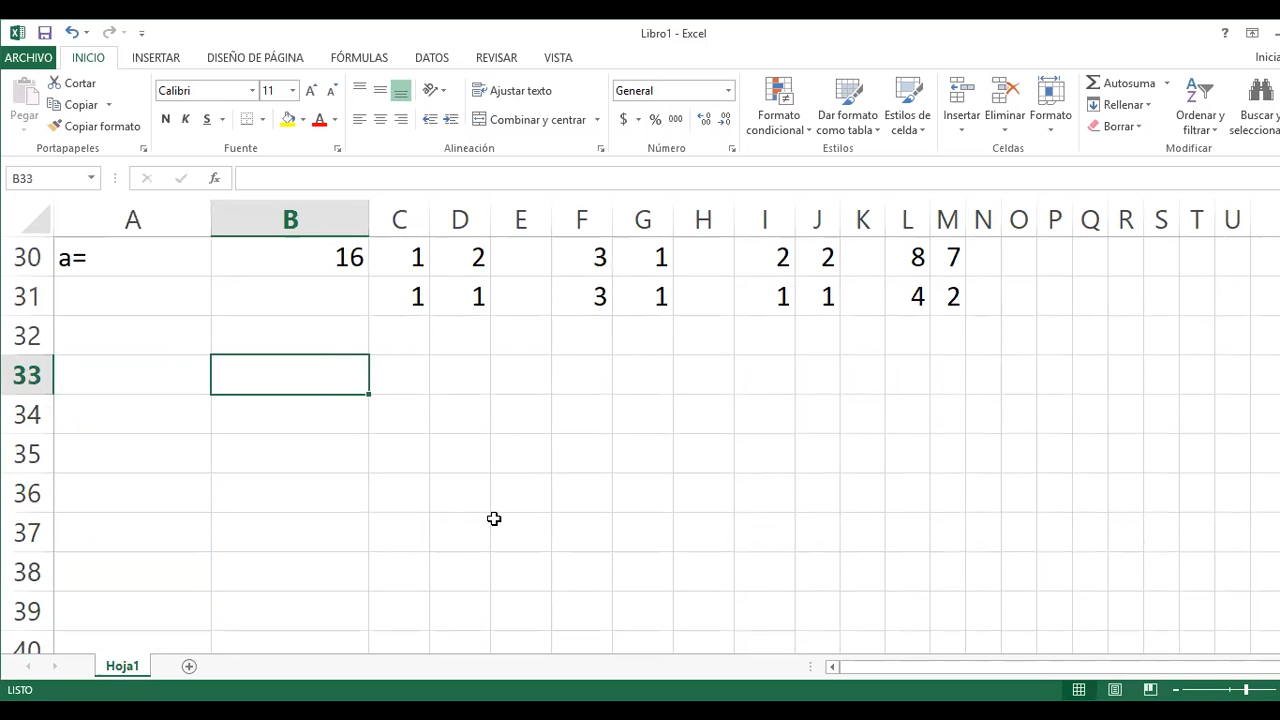 Libro1 - Excel
?
ARCHIVO INICIO INSERTAR DISEÑO DE PÁGINA FÓRMULAS DATOS REVISAR VISTA Inicia
Pegar
Cortar
Copiar
Copiar formato
Portapapeles
Calibri 11
N K S
Fuente
Ajustar texto
Combinar y centrar
Alineación
General
$ % 000
Número
Formato condicional
Dar formato como tabla
Estilos de celda
Estilos
Insertar Eliminar Formato
Celdas
Autosuma
Rellenar
Borrar
Ordenar y filtrar
Buscar y
selecciona
Modificar
B33 fx
A B C D E F G H I J K L M N O P Q R S T U
30 a= 16 1 2 3 1 2 2 8 7
31 1 1 3 1 1 1 4 2
32
33
34
35
36
37
38
39
40
Hoja1
LISTO